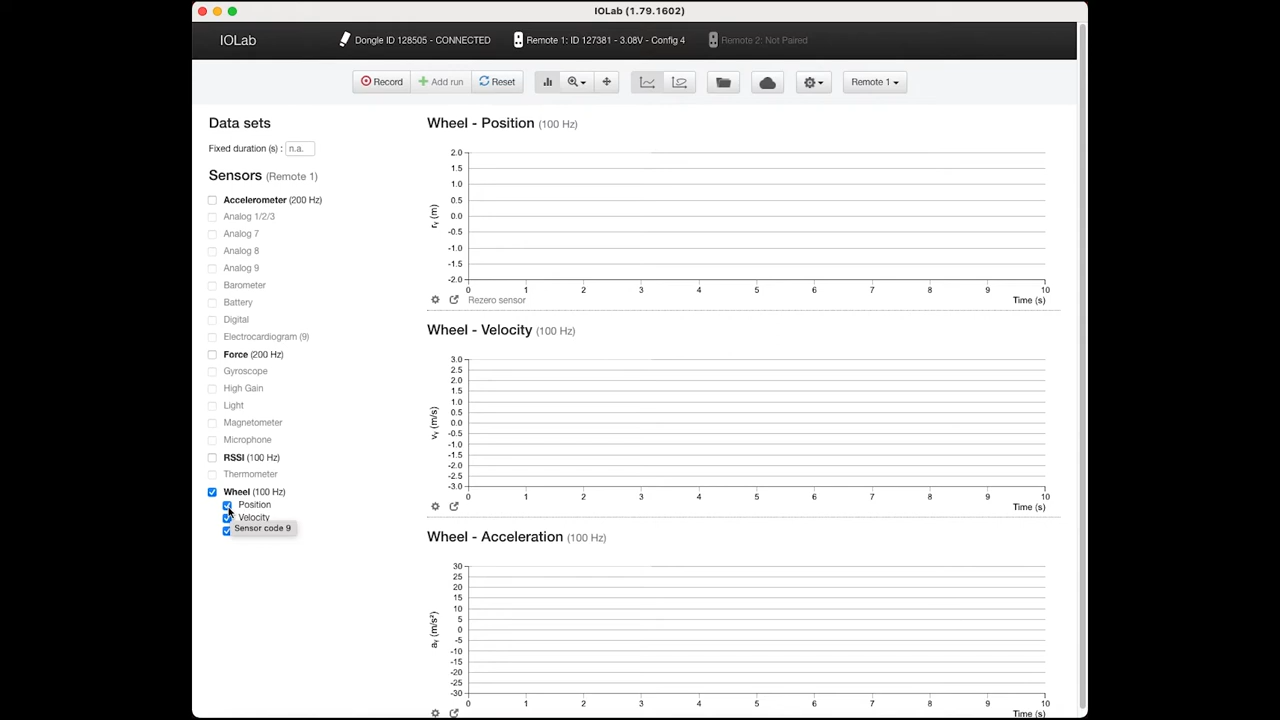 IOLab (1.79.1602)
IOLab
Dongle ID 128505 - CONNECTED
Remote 1: ID 127381 - 3.08V - Config 4
Remote 2: Not Paired
Record
Add run
Reset
Remote 1
Data sets
Fixed duration (s) : n.a.
Sensors (Remote 1)
Accelerometer (200 Hz)
Analog 1/2/3
Analog 7
Analog 8
Analog 9
Barometer
Battery
Digital
Electrocardiogram (9)
Force (200 Hz)
Gyroscope
High Gain
Light
Magnetometer
Microphone
RSSI (100 Hz)
Thermometer
Wheel (100 Hz)
Position
Velocity
Sensor code 9
Wheel - Position (100 Hz)
2.0
1.5
1.0
0.5
0.0
-0.5
-1.0
-1.5
-2.0
rᵧ (m)
0 1 2 3 4 5 6 7 8 9 10
Rezero sensor
Time (s)
Wheel - Velocity (100 Hz)
3.0
2.5
2.0
1.5
1.0
0.5
0.0
-0.5
-1.0
-1.5
-2.0
-2.5
-3.0
vᵧ (m/s)
0 1 2 3 4 5 6 7 8 9 10
Time (s)
Wheel - Acceleration (100 Hz)
30
25
20
15
10
5
0
-5
-10
-15
-20
-25
-30
aᵧ (m/s²)
0 1 2 3 4 5 6 7 8 9 10
Time (s)